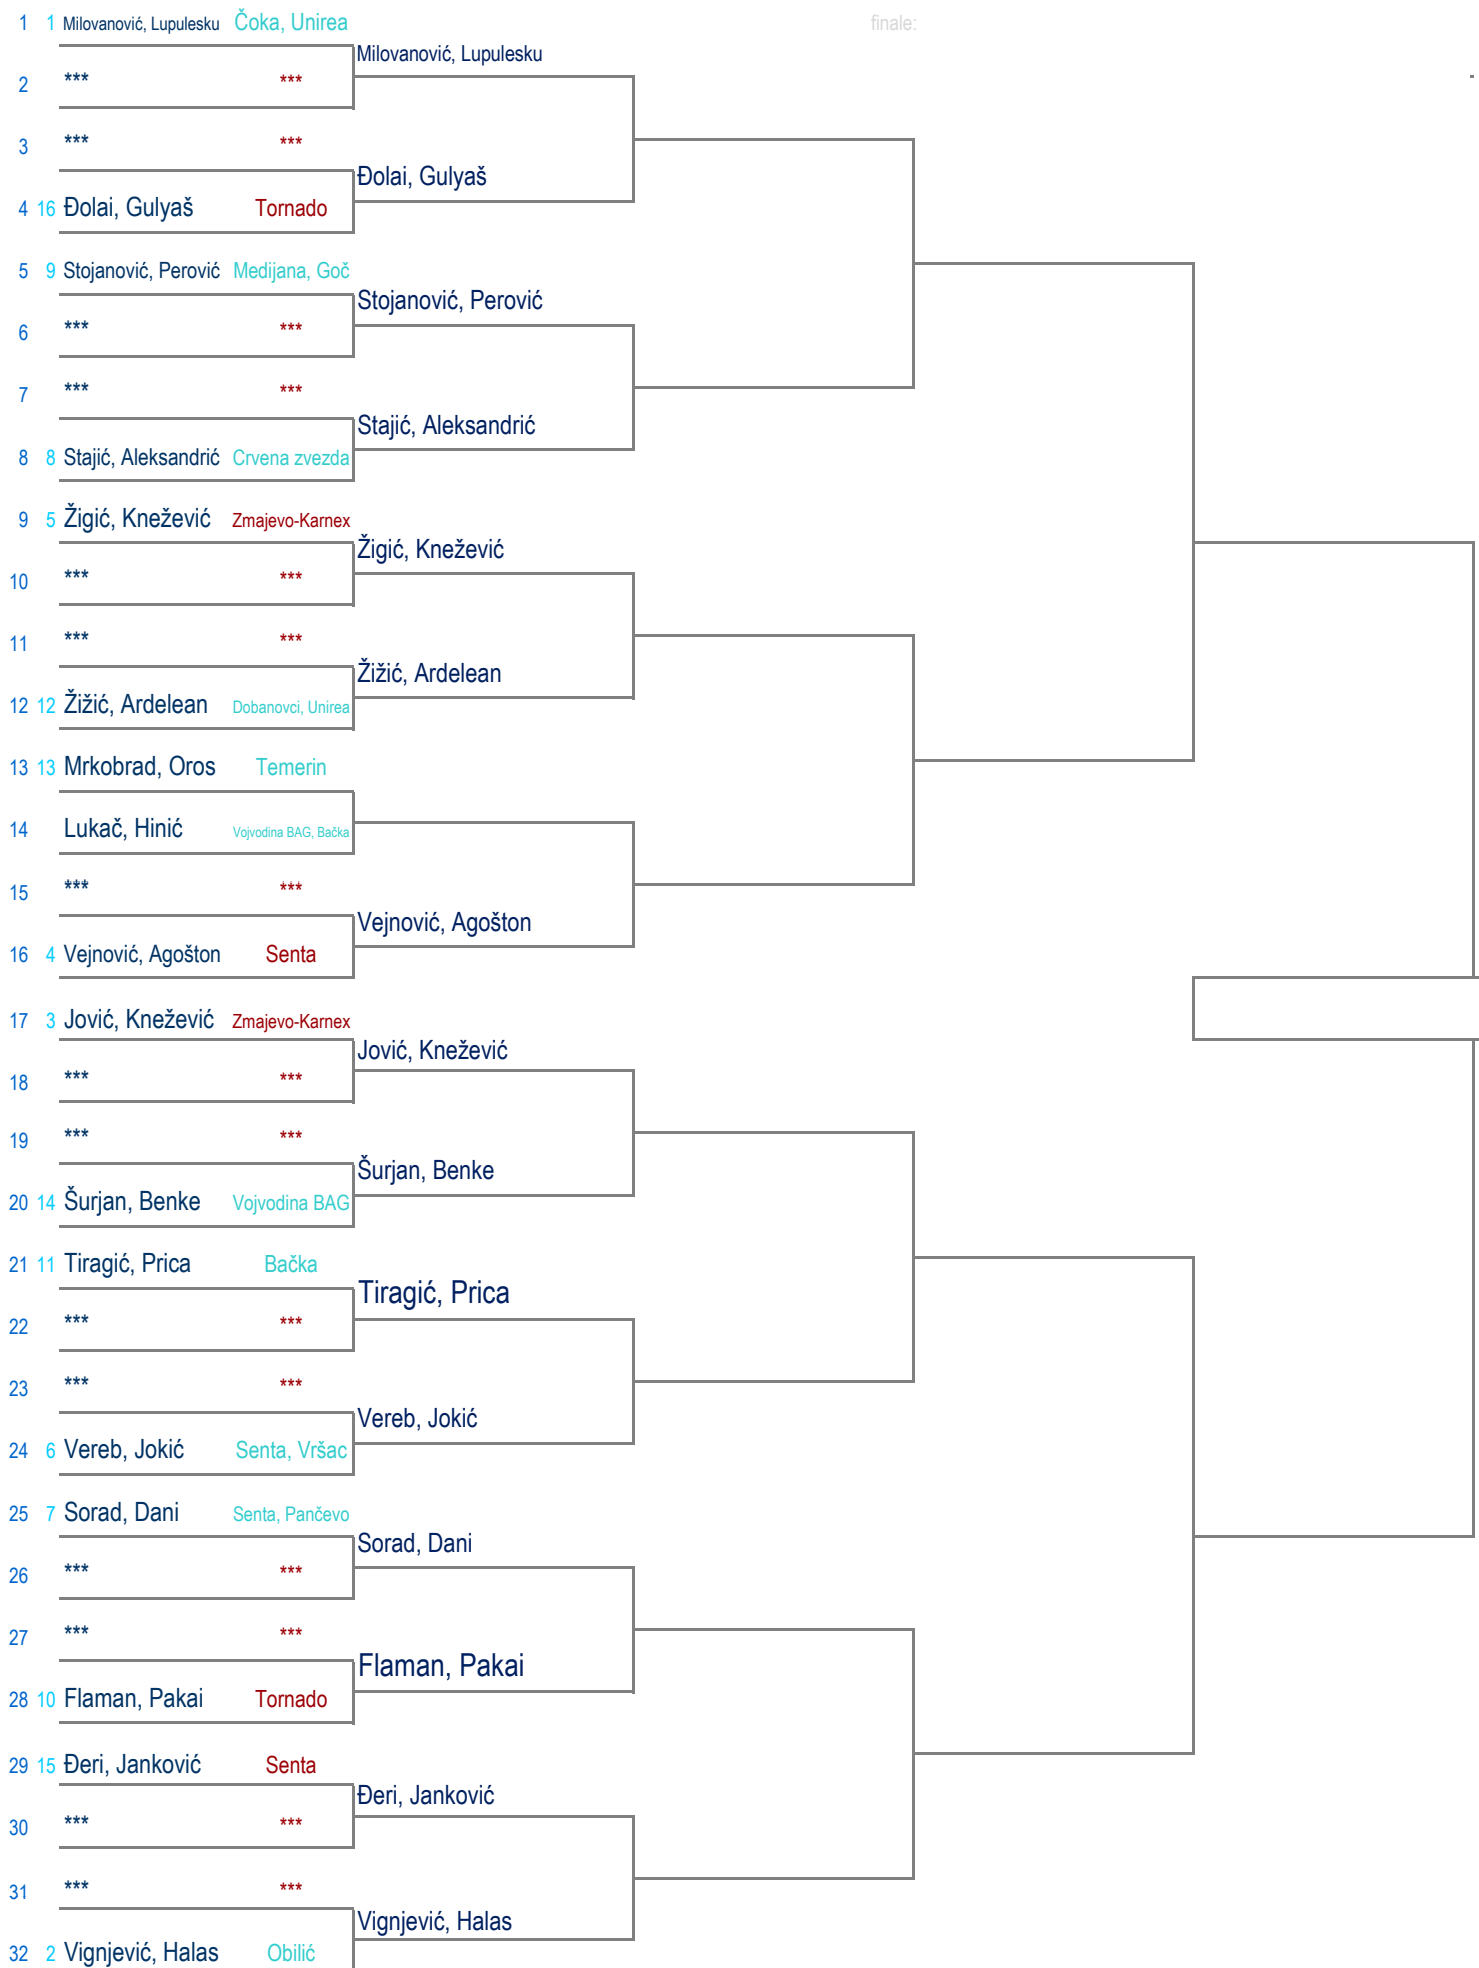 1 1 Milovanović, Lupulesku Čoka, Unirea
finale:
Milovanović, Lupulesku
2 *** ***
3 *** ***
Đolai, Gulyaš
4 16 Đolai, Gulyaš Tornado
5 9 Stojanović, Perović Medijana, Goč
Stojanović, Perović
6 *** ***
7 *** ***
Stajić, Aleksandrić
8 8 Stajić, Aleksandrić Crvena zvezda
9 5 Žigić, Knežević Zmajevo-Karnex
Žigić, Knežević
10 *** ***
11 *** ***
Žižić, Ardelean
12 12 Žižić, Ardelean Dobanovci, Unirea
13 13 Mrkobrad, Oros Temerin
14 Lukač, Hinić Vojvodina BAG, Bačka
15 *** ***
Vejnović, Agošton
16 4 Vejnović, Agošton Senta
17 3 Jović, Knežević Zmajevo-Karnex
Jović, Knežević
18 *** ***
19 *** ***
Šurjan, Benke
20 14 Šurjan, Benke Vojvodina BAG
21 11 Tiragić, Prica Bačka
Tiragić, Prica
22 *** ***
23 *** ***
Vereb, Jokić
24 6 Vereb, Jokić Senta, Vršac
25 7 Sorad, Dani Senta, Pančevo
Sorad, Dani
26 *** ***
27 *** ***
Flaman, Pakai
28 10 Flaman, Pakai Tornado
29 15 Đeri, Janković Senta
Đeri, Janković
30 *** ***
31 *** ***
Vignjević, Halas
32 2 Vignjević, Halas Obilić